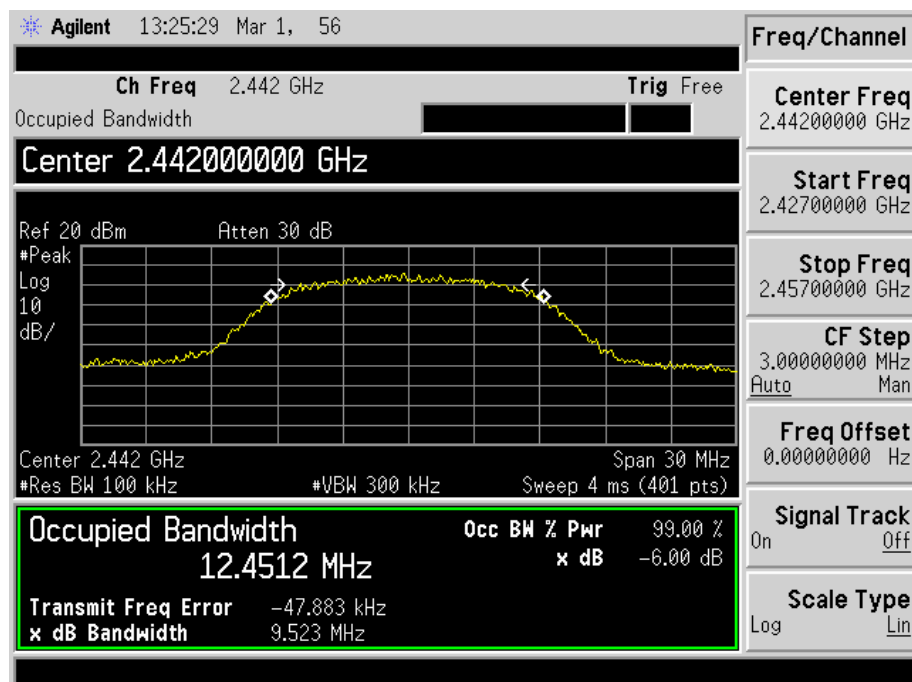 Agilent 13:25:29 Mar 1, 56
Ch Freq 2.442 GHz Trig Free
Occupied Bandwidth
Center 2.442000000 GHz
Ref 20 dBm Atten 30 dB
#Peak
Log
10
dB/
Center 2.442 GHz Span 30 MHz
#Res BW 100 kHz #VBW 300 kHz Sweep 4 ms (401 pts)
Occupied Bandwidth
12.4512 MHz
Occ BW % Pwr 99.00 %
x dB -6.00 dB
Transmit Freq Error -47.883 kHz
x dB Bandwidth 9.523 MHz
Freq/Channel
Center Freq
2.44200000 GHz
Start Freq
2.42700000 GHz
Stop Freq
2.45700000 GHz
CF Step
3.00000000 MHz
Auto Man
Freq Offset
0.00000000 Hz
Signal Track
On Off
Scale Type
Log Lin